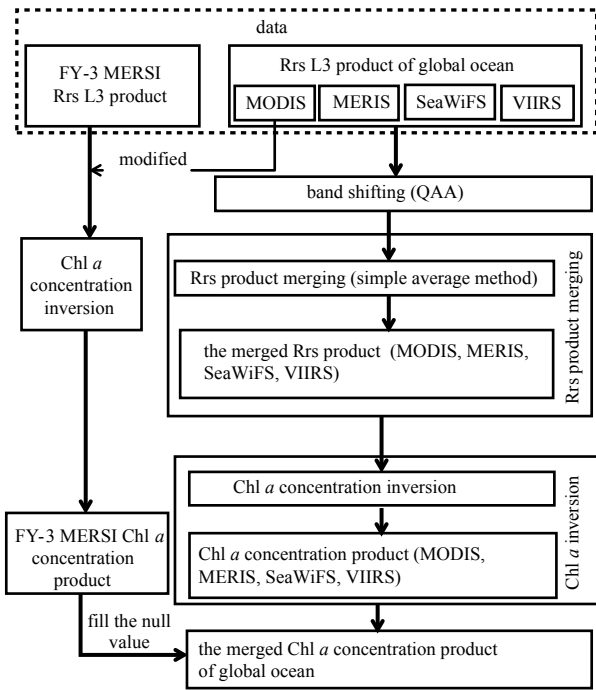 data
FY-3 MERSI
Rrs L3 product
Rrs L3 product of global ocean
MODIS
MERIS
SeaWiFS
VIIRS
modified
band shifting (QAA)
Chl a
concentration
inversion
Rrs product merging (simple average method)
the merged Rrs product (MODIS, MERIS,
SeaWiFS, VIIRS)
Rrs product merging
Chl a concentration inversion
Chl a concentration product (MODIS,
MERIS, SeaWiFS, VIIRS)
Chl a inversion
FY-3 MERSI Chl a
concentration
product
fill the null
value
the merged Chl a concentration product
of global ocean